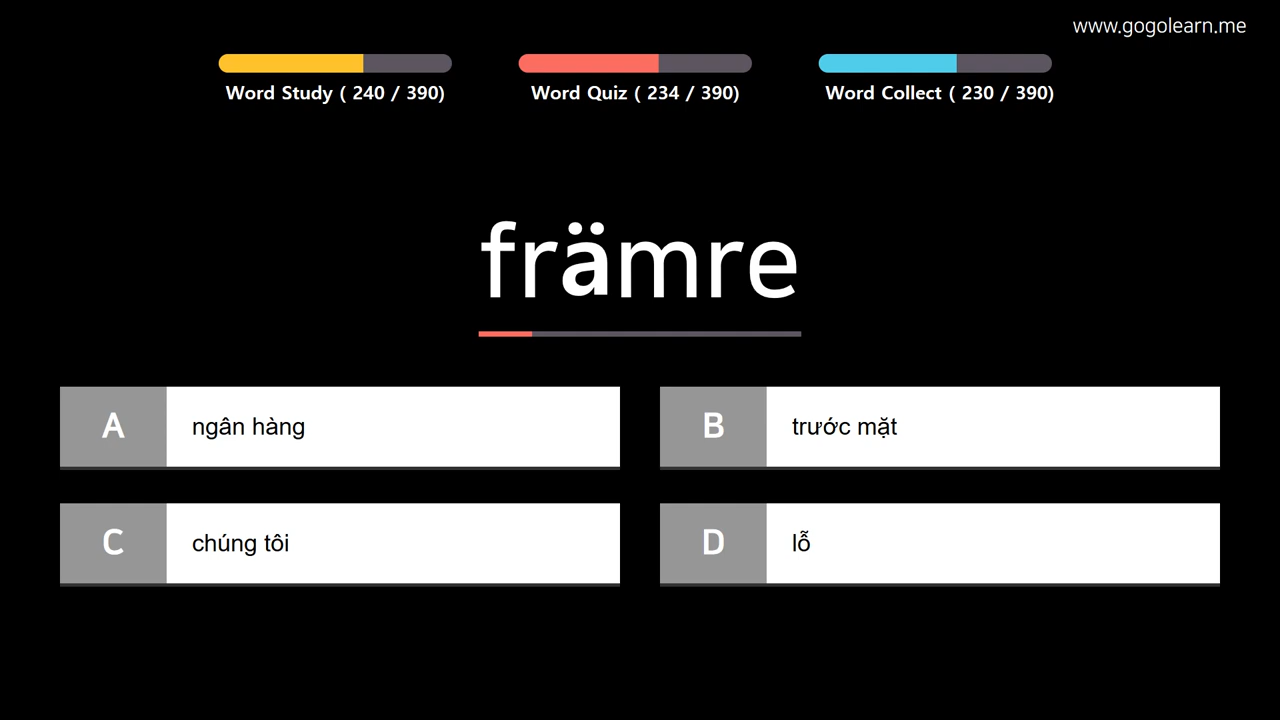 www.gogolearn.me
Word Study ( 240 / 390)
Word Quiz ( 234 / 390)
Word Collect ( 230 / 390)
främre
A ngân hàng
B trước mặt
C chúng tôi
D lỗ